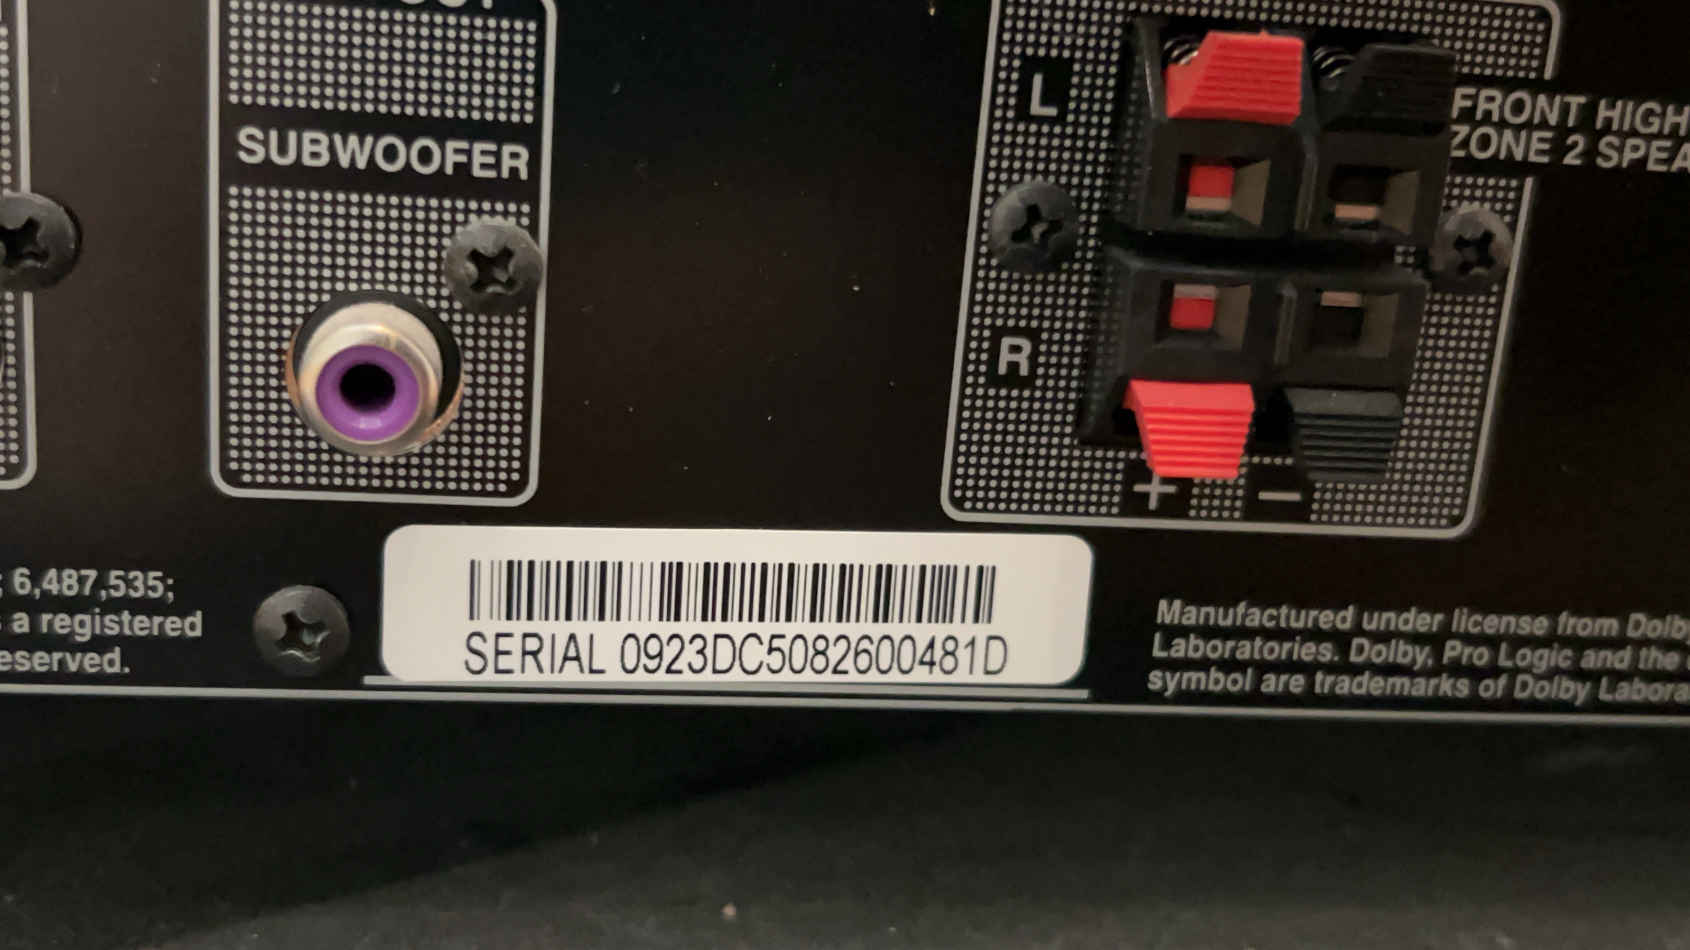 SUBWOOFER
L
FRONT HIGH
ZONE 2 SPEA
R
+ −
; 6,487,535;
a registered
eserved.
SERIAL 0923DC5082600481D
Manufactured under license from Dolby
Laboratories. Dolby, Pro Logic and the
symbol are trademarks of Dolby Labora